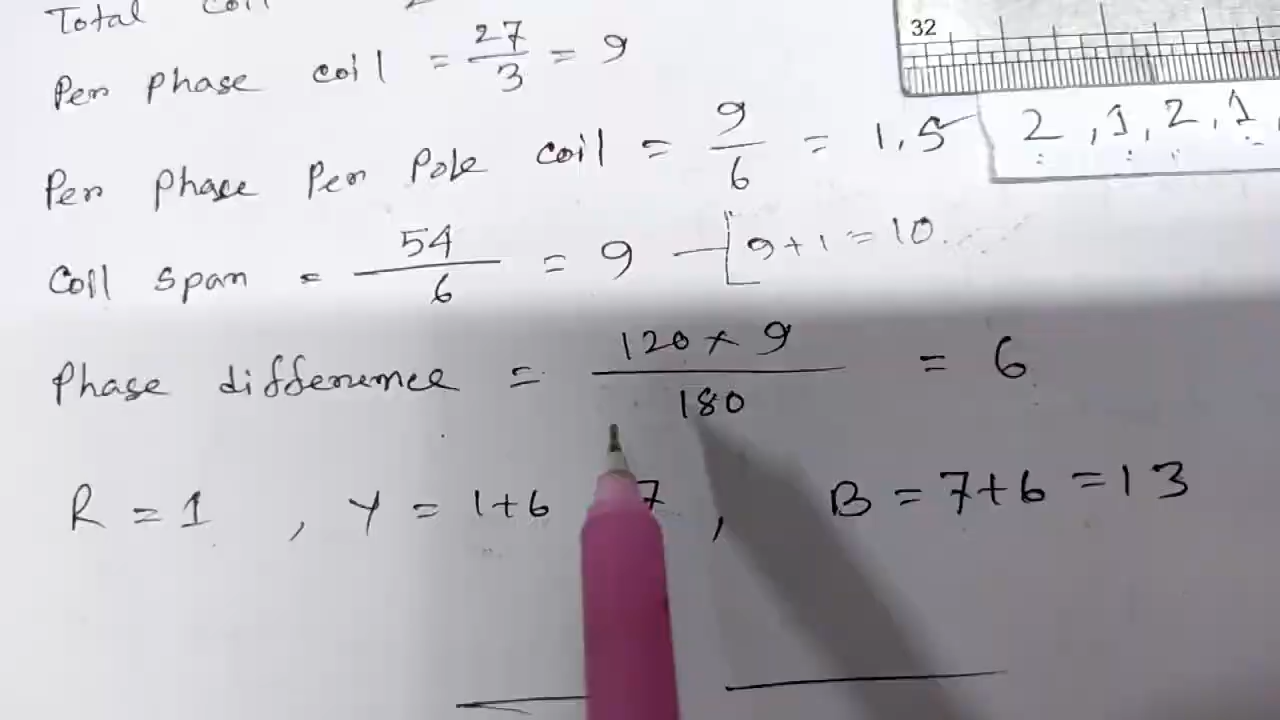 Total Coil
32
Per phase coil = 27/3 = 9
2, 1, 2, 1,
Per phase Per Pole coil = 9/6 = 1.5
Coil span = 54/6 = 9 - [9+1=10
Phase difference = 120×9/180 = 6
R = 1, Y = 1+6 7, B = 7+6 = 13